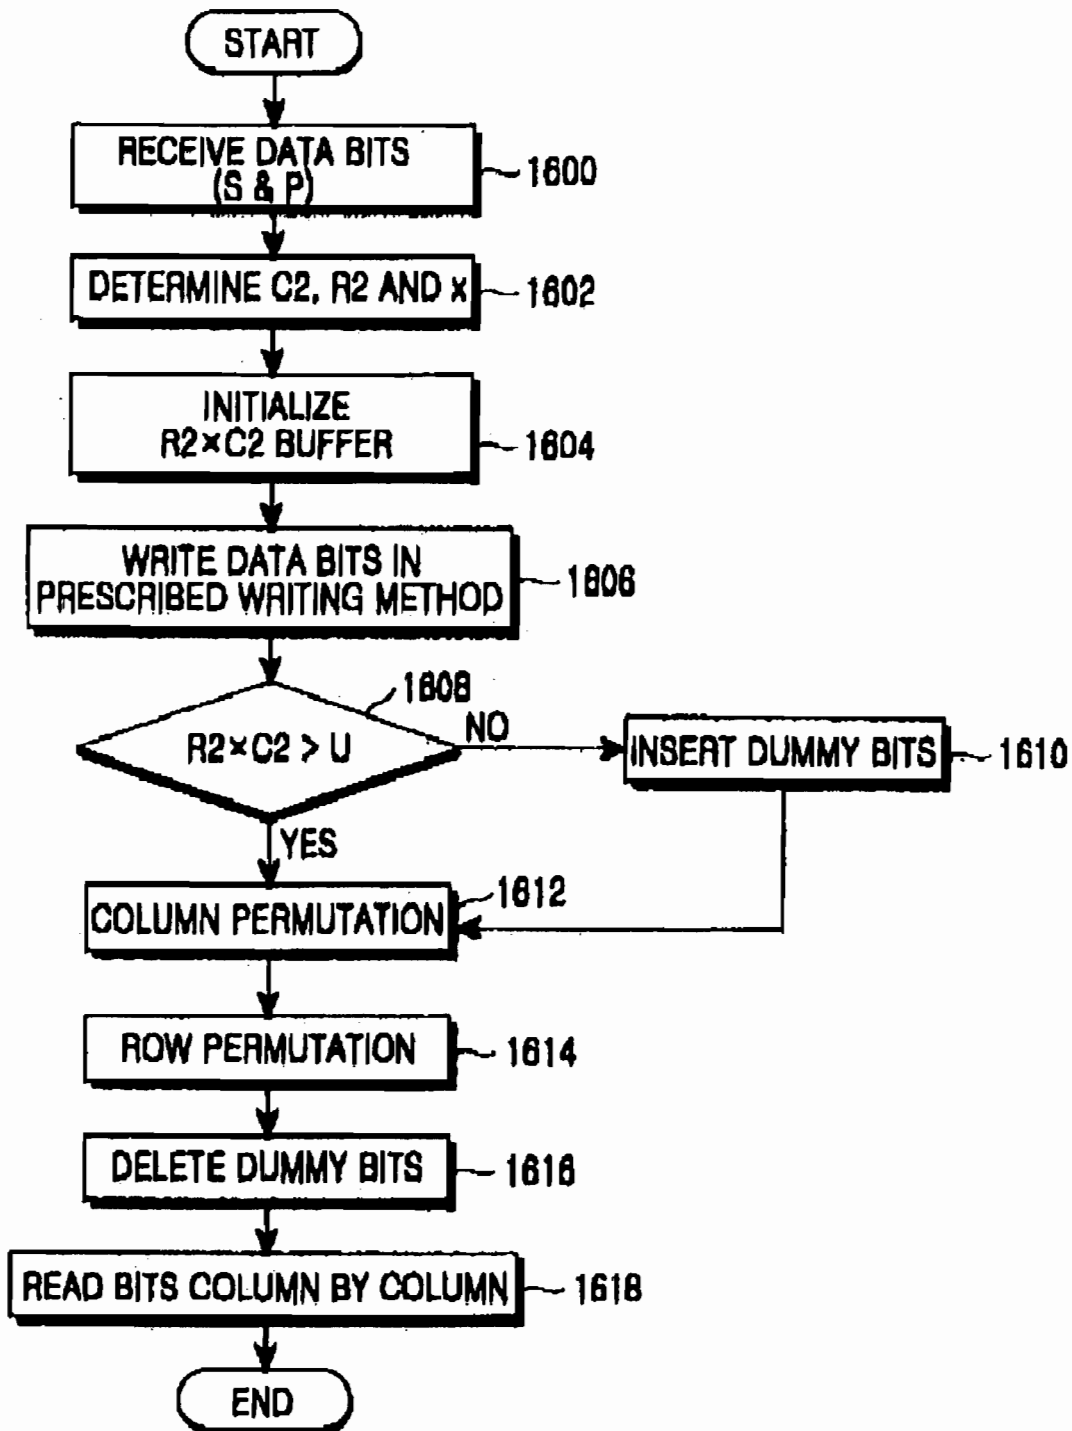 START
RECEIVE DATA BITS
(S & P)
1600
DETERMINE C2, R2 AND x
1602
INITIALIZE
R2×C2 BUFFER
1604
WRITE DATA BITS IN
PRESCRIBED WRITING METHOD
1606
1608
R2×C2 > U
NO
INSERT DUMMY BITS
1610
YES
COLUMN PERMUTATION
1612
ROW PERMUTATION
1614
DELETE DUMMY BITS
1616
READ BITS COLUMN BY COLUMN
1618
END